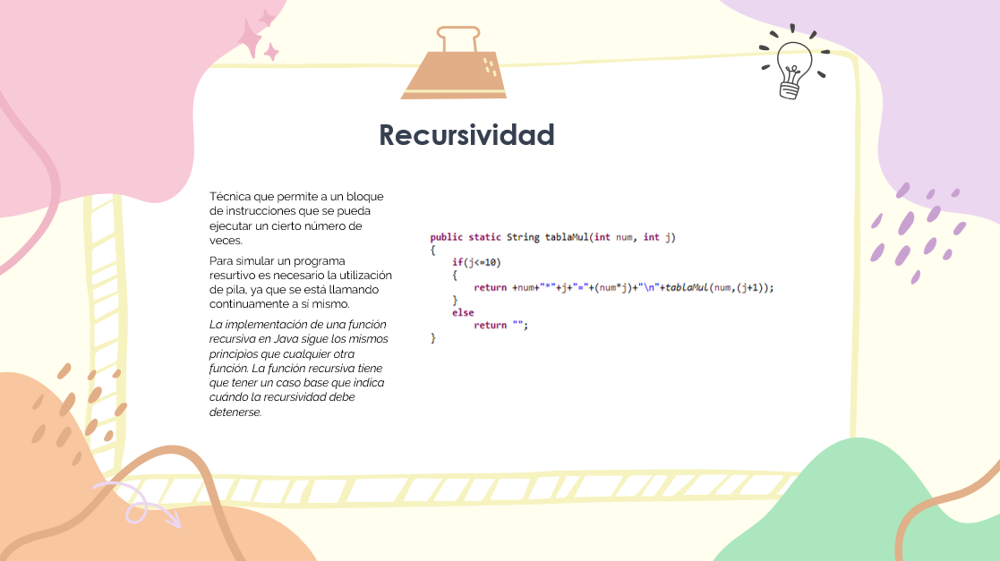 Recursividad
Técnica que permite a un bloque
de instrucciones que se pueda
ejecutar un cierto número de
veces.
Para simular un programa
resurtivo es necesario la utilización
de pila, ya que se está llamando
continuamente a sí mismo.
La implementación de una función
recursiva en Java sigue los mismos
principios que cualquier otra
función. La función recursiva tiene
que tener un caso base que indica
cuándo la recursividad debe
detenerse.
public static String tablaMul(int num, int j)
{
if(j<=10)
{
return +num+"*"+j+"="+(num*j)+"\n"+tablaMul(num,(j+1));
}
else
return "";
}